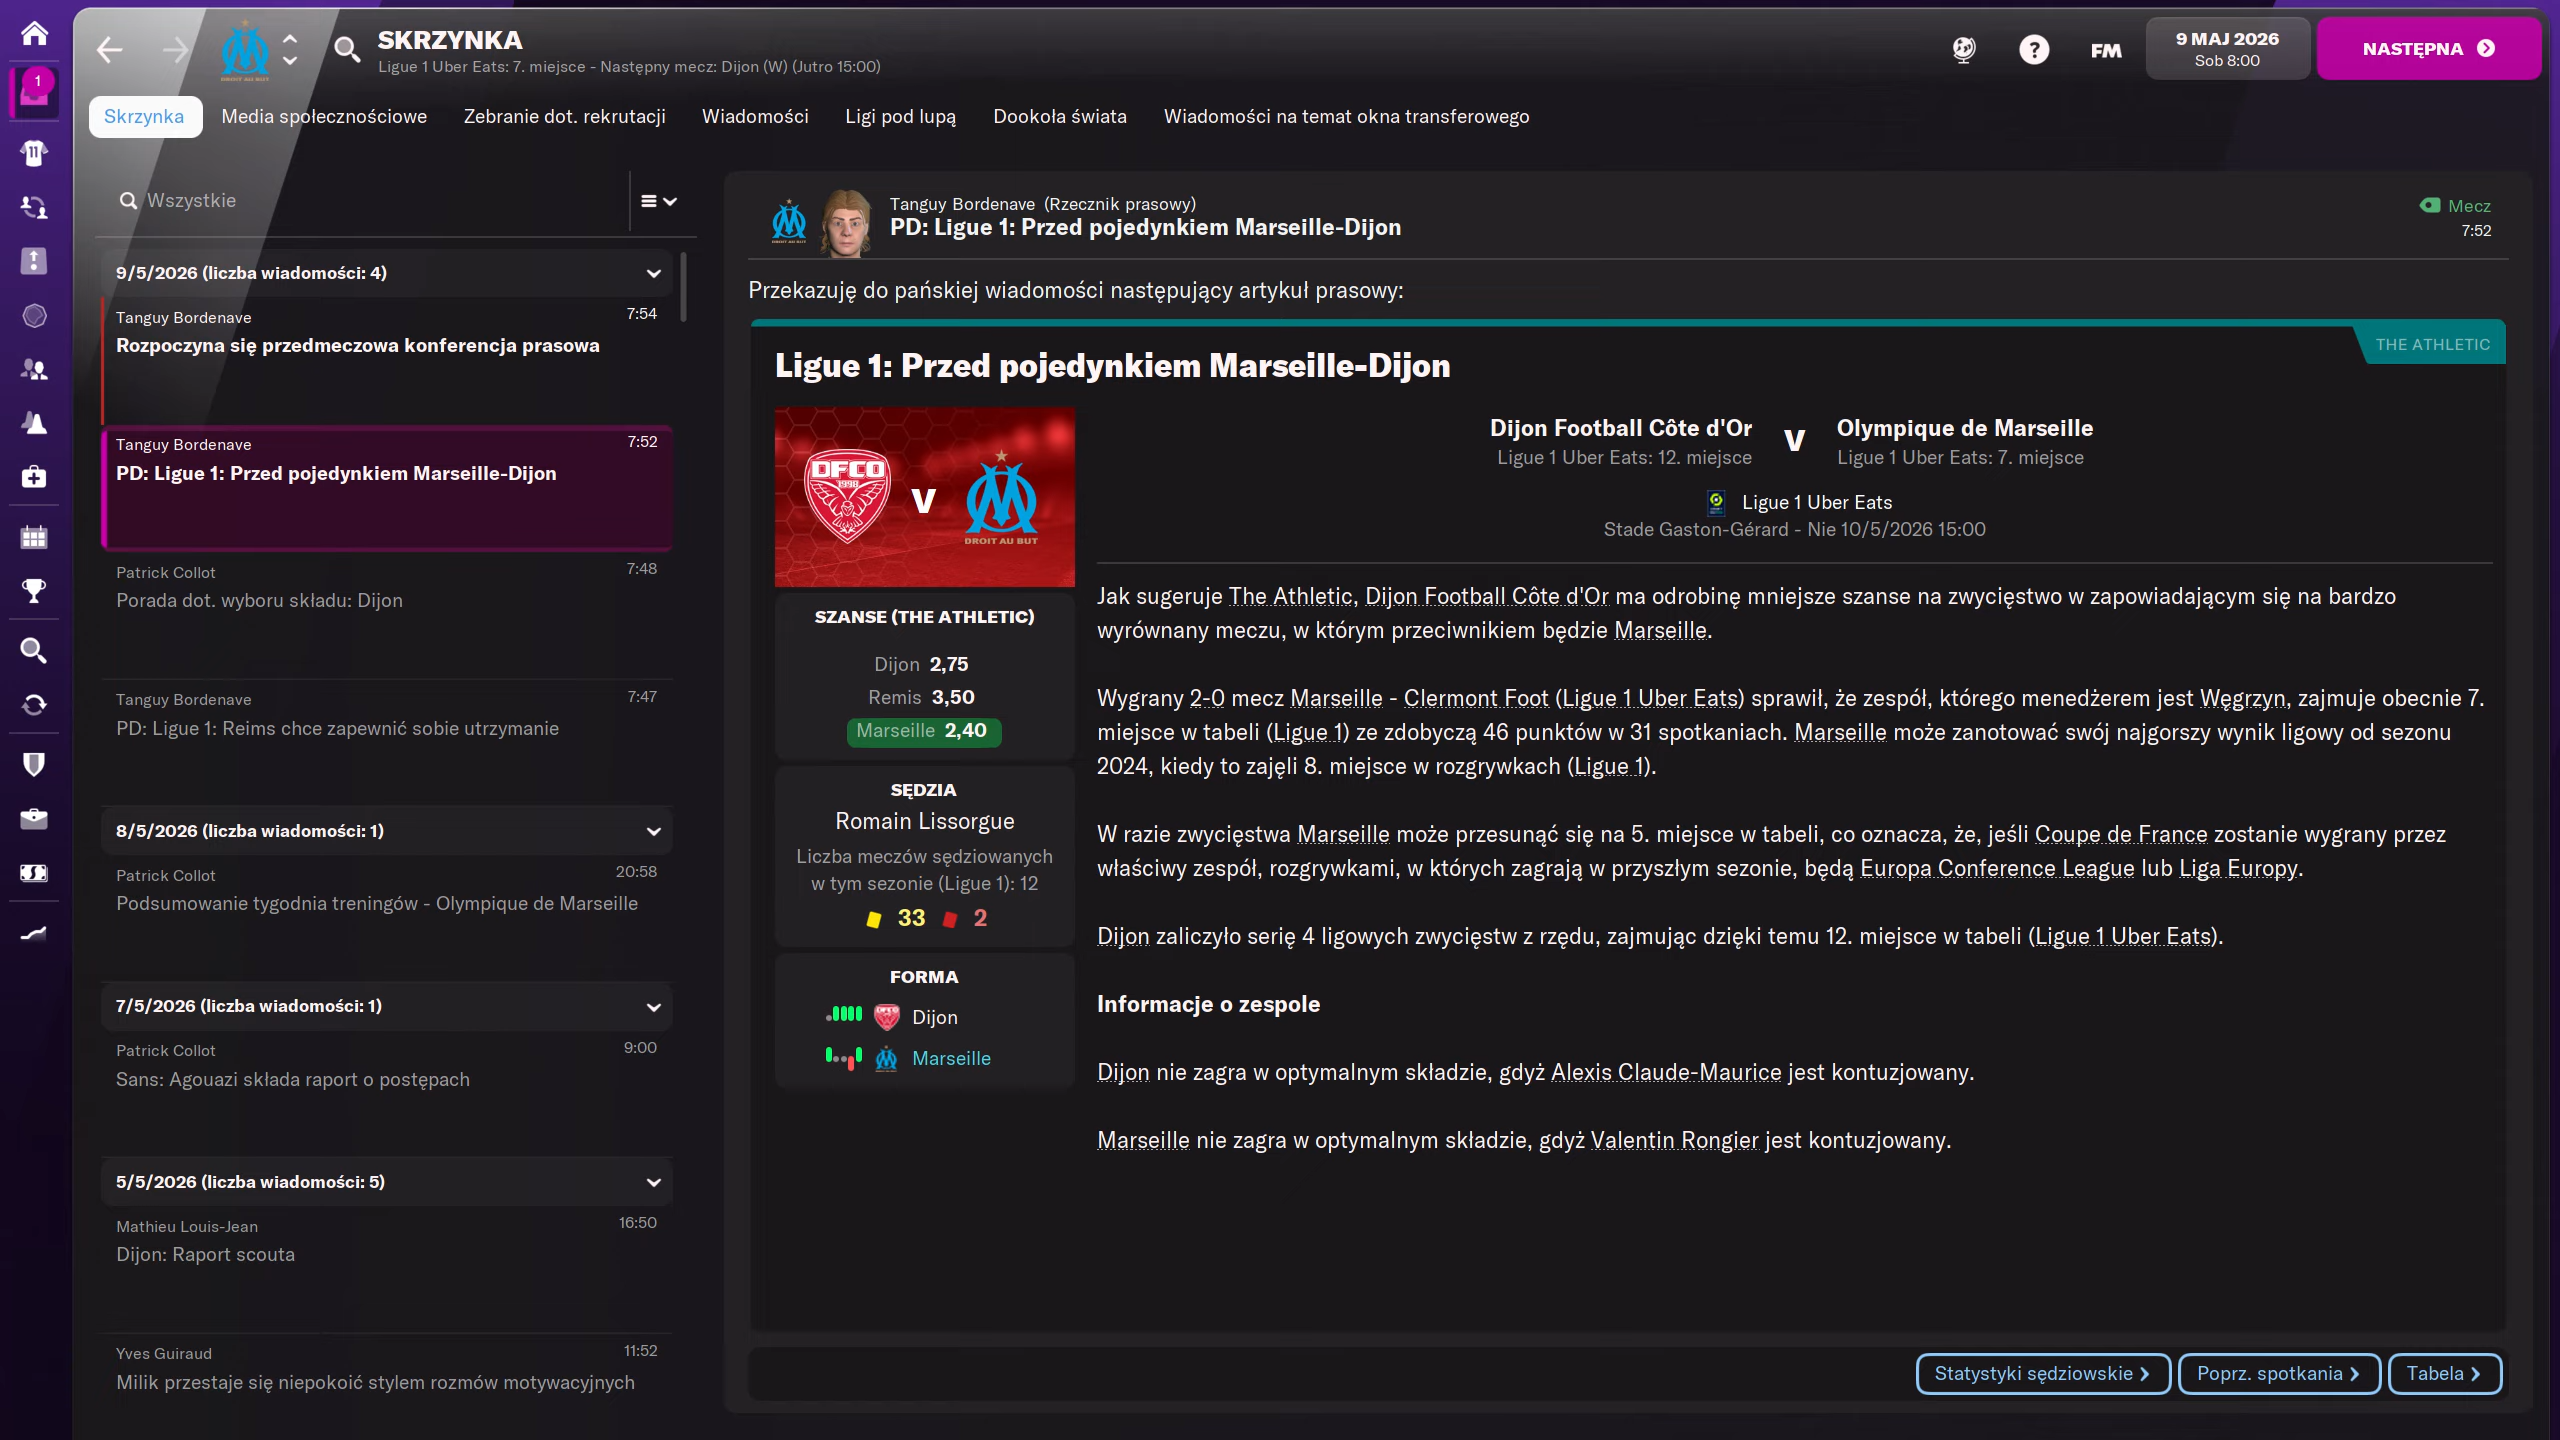 SKRZYNKA
Ligue 1 Uber Eats: 7. miejsce - Następny mecz: Dijon (W) (Jutro 15:00)
FM
9 MAJ 2026
Sob 8:00
NASTĘPNA
1
11
DROIT AU BUT
Skrzynka
Media społecznościowe
Zebranie dot. rekrutacji
Wiadomości
Ligi pod lupą
Dookoła świata
Wiadomości na temat okna transferowego
Wszystkie
9/5/2026 (liczba wiadomości: 4)
Tanguy Bordenave
7:54
Rozpoczyna się przedmeczowa konferencja prasowa
Tanguy Bordenave
7:52
PD: Ligue 1: Przed pojedynkiem Marseille-Dijon
Patrick Collot
7:48
Porada dot. wyboru składu: Dijon
Tanguy Bordenave
7:47
PD: Ligue 1: Reims chce zapewnić sobie utrzymanie
8/5/2026 (liczba wiadomości: 1)
Patrick Collot
20:58
Podsumowanie tygodnia treningów - Olympique de Marseille
7/5/2026 (liczba wiadomości: 1)
Patrick Collot
9:00
Sans: Agouazi składa raport o postępach
5/5/2026 (liczba wiadomości: 5)
Mathieu Louis-Jean
16:50
Dijon: Raport scouta
Yves Guiraud
11:52
Milik przestaje się niepokoić stylem rozmów motywacyjnych
Tanguy Bordenave (Rzecznik prasowy)
PD: Ligue 1: Przed pojedynkiem Marseille-Dijon
Mecz
7:52
Przekazuję do pańskiej wiadomości następujący artykuł prasowy:
THE ATHLETIC
Ligue 1: Przed pojedynkiem Marseille-Dijon
DFCO
1998
V
DROIT AU BUT
SZANSE (THE ATHLETIC)
Dijon 2,75
Remis 3,50
Marseille 2,40
SĘDZIA
Romain Lissorgue
Liczba meczów sędziowanych
w tym sezonie (Ligue 1): 12
33 2
FORMA
Dijon
Marseille
Dijon Football Côte d'Or
v
Olympique de Marseille
Ligue 1 Uber Eats: 12. miejsce
Ligue 1 Uber Eats: 7. miejsce
Ligue 1 Uber Eats
Stade Gaston-Gérard - Nie 10/5/2026 15:00
Jak sugeruje The Athletic, Dijon Football Côte d'Or ma odrobinę mniejsze szanse na zwycięstwo w zapowiadającym się na bardzo
wyrównany meczu, w którym przeciwnikiem będzie Marseille.
Wygrany 2-0 mecz Marseille - Clermont Foot (Ligue 1 Uber Eats) sprawił, że zespół, którego menedżerem jest Węgrzyn, zajmuje obecnie 7.
miejsce w tabeli (Ligue 1) ze zdobyczą 46 punktów w 31 spotkaniach. Marseille może zanotować swój najgorszy wynik ligowy od sezonu
2024, kiedy to zajęli 8. miejsce w rozgrywkach (Ligue 1).
W razie zwycięstwa Marseille może przesunąć się na 5. miejsce w tabeli, co oznacza, że, jeśli Coupe de France zostanie wygrany przez
właściwy zespół, rozgrywkami, w których zagrają w przyszłym sezonie, będą Europa Conference League lub Liga Europy.
Dijon zaliczyło serię 4 ligowych zwycięstw z rzędu, zajmując dzięki temu 12. miejsce w tabeli (Ligue 1 Uber Eats).
Informacje o zespole
Dijon nie zagra w optymalnym składzie, gdyż Alexis Claude-Maurice jest kontuzjowany.
Marseille nie zagra w optymalnym składzie, gdyż Valentin Rongier jest kontuzjowany.
Statystyki sędziowskie
Poprz. spotkania
Tabela